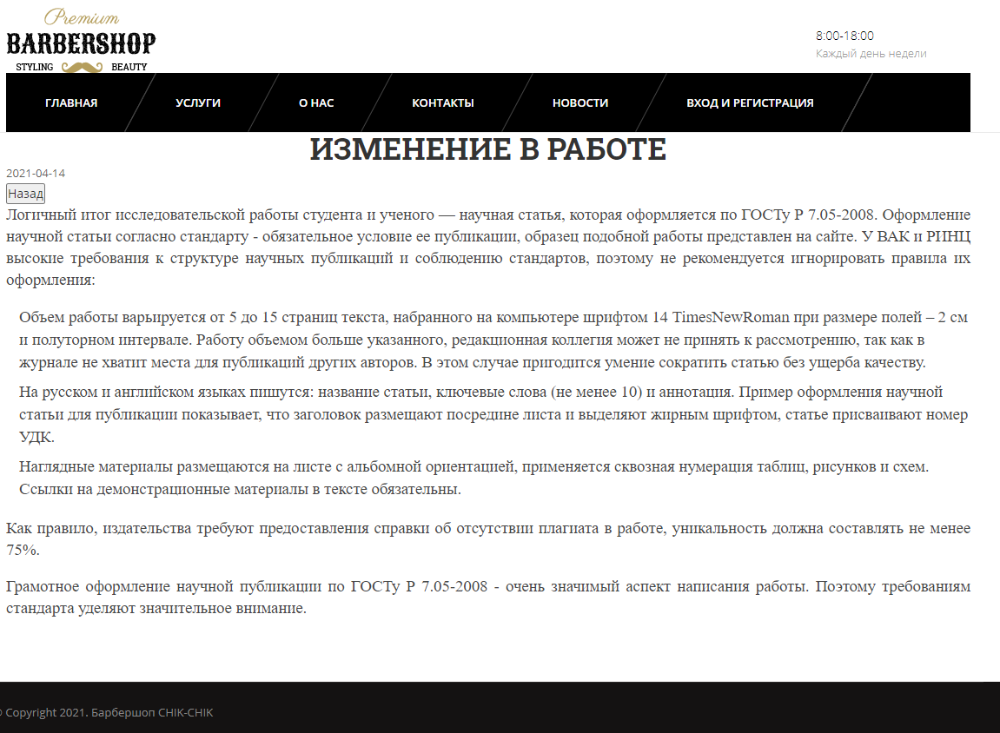 Premium
BARBERSHOP
STYLING BEAUTY
8:00-18:00
Каждый день недели
ГЛАВНАЯ УСЛУГИ О НАС КОНТАКТЫ НОВОСТИ ВХОД И РЕГИСТРАЦИЯ
ИЗМЕНЕНИЕ В РАБОТЕ
2021-04-14
Назад
Логичный итог исследовательской работы студента и ученого — научная статья, которая оформляется по ГОСТу Р 7.05-2008. Оформление
научной статьи согласно стандарту - обязательное условие ее публикации, образец подобной работы представлен на сайте. У ВАК и РИНЦ
высокие требования к структуре научных публикаций и соблюдению стандартов, поэтому не рекомендуется игнорировать правила их
оформления:
Объем работы варьируется от 5 до 15 страниц текста, набранного на компьютере шрифтом 14 TimesNewRoman при размере полей – 2 см
и полуторном интервале. Работу объемом больше указанного, редакционная коллегия может не принять к рассмотрению, так как в
журнале не хватит места для публикаций других авторов. В этом случае пригодится умение сократить статью без ущерба качеству.
На русском и английском языках пишутся: название статьи, ключевые слова (не менее 10) и аннотация. Пример оформления научной
статьи для публикации показывает, что заголовок размещают посредине листа и выделяют жирным шрифтом, статье присваивают номер
УДК.
Наглядные материалы размещаются на листе с альбомной ориентацией, применяется сквозная нумерация таблиц, рисунков и схем.
Ссылки на демонстрационные материалы в тексте обязательны.
Как правило, издательства требуют предоставления справки об отсутствии плагиата в работе, уникальность должна составлять не менее
75%.
Грамотное оформление научной публикации по ГОСТу Р 7.05-2008 - очень значимый аспект написания работы. Поэтому требованиям
стандарта уделяют значительное внимание.
© Copyright 2021. Барбершоп CHIK-CHIK